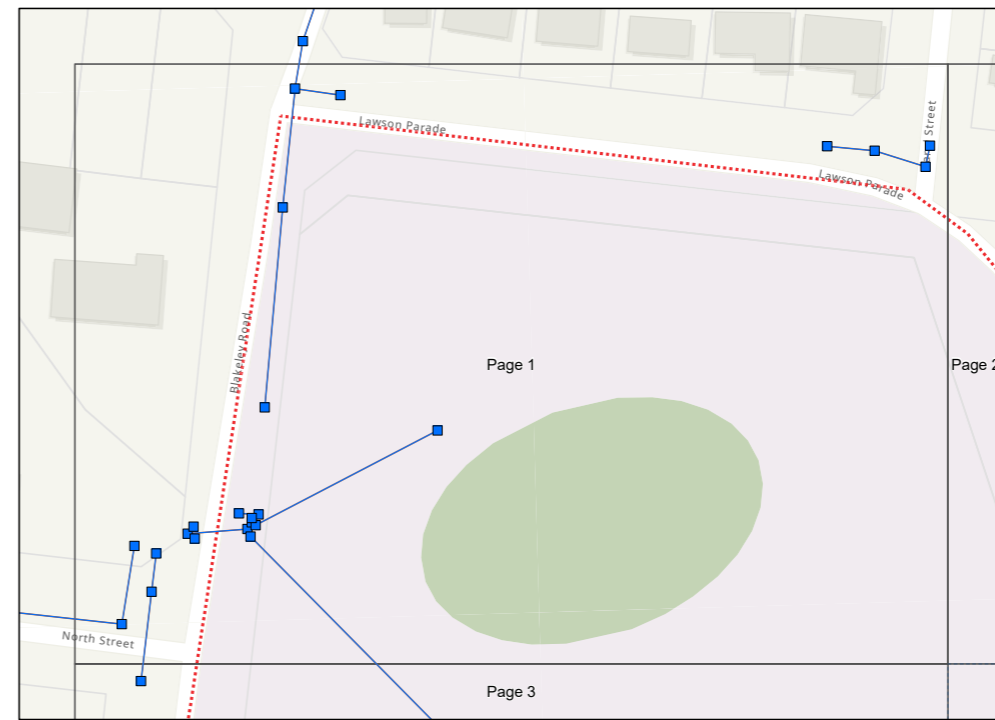 Lawson Parade
Street
Lawson Parade
Blakeley Road
Page 1
Page 2
North Street
Page 3